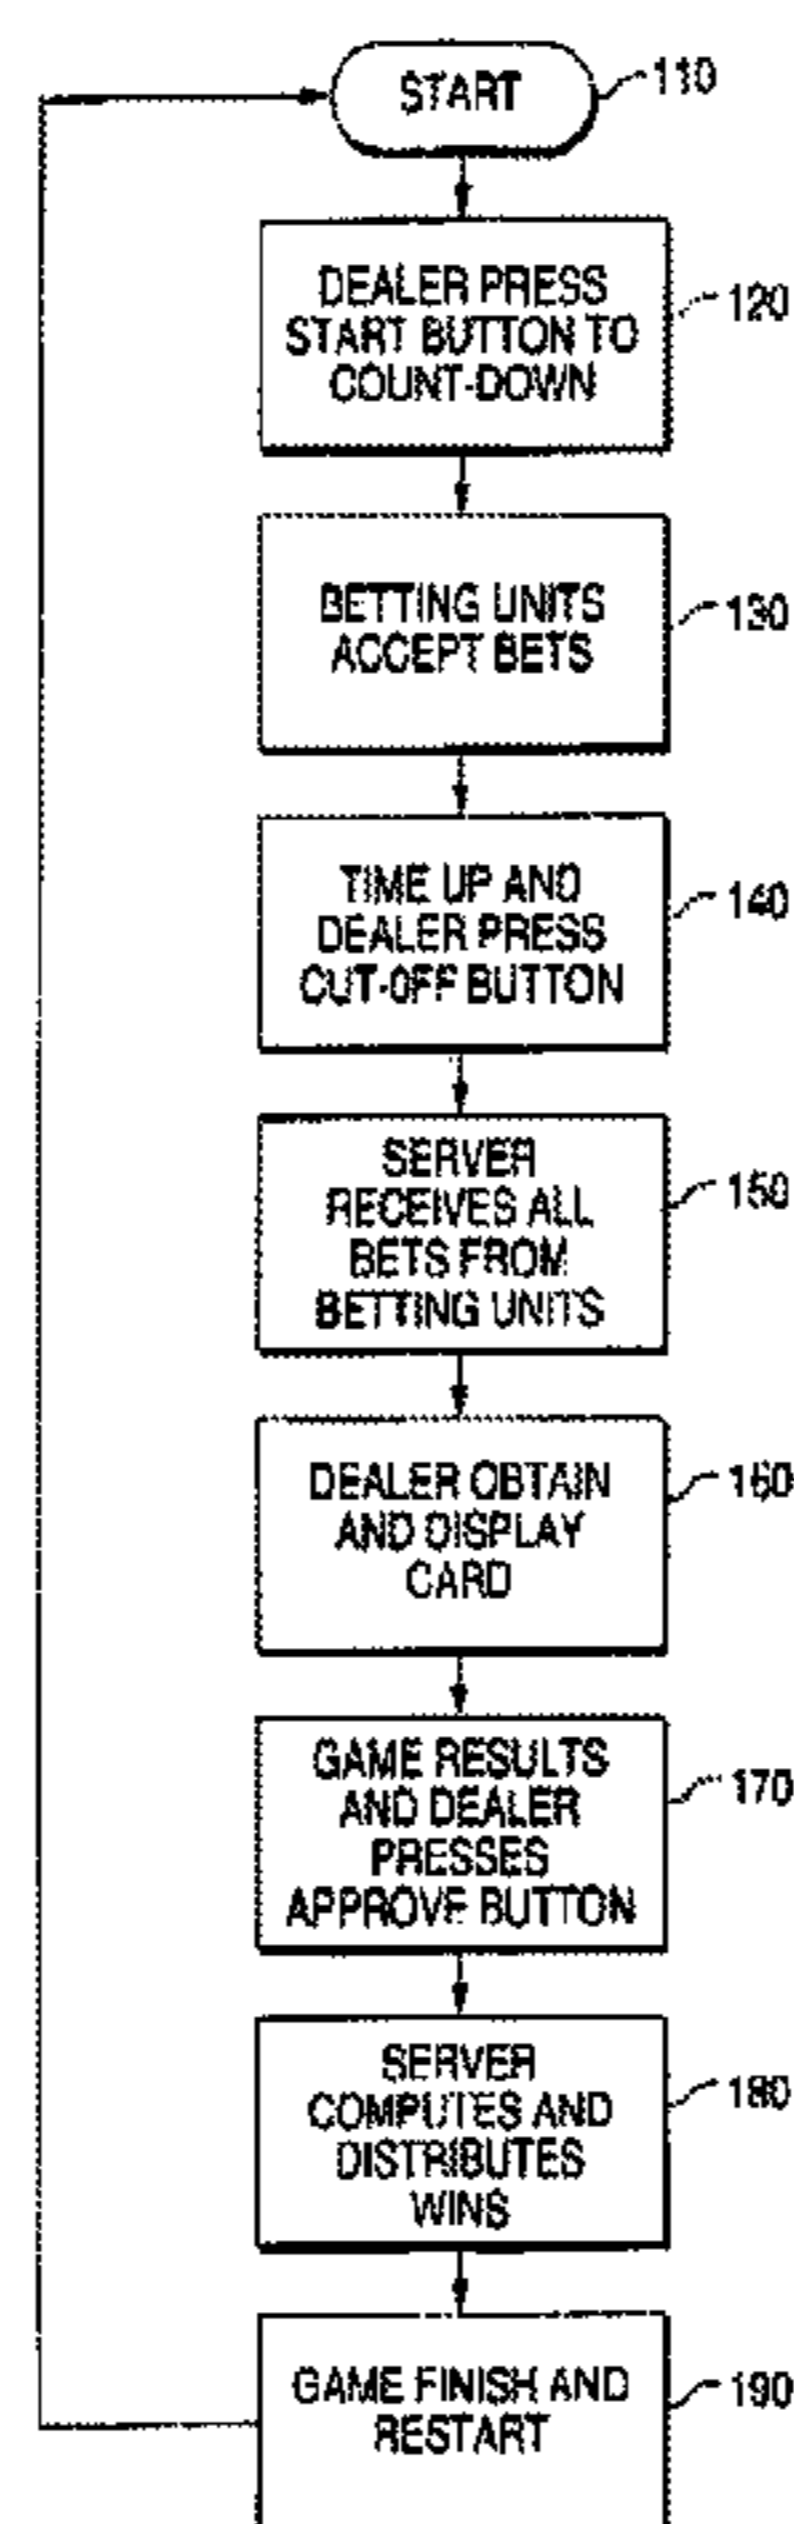 START
110
DEALER PRESS
START BUTTON TO
COUNT-DOWN
120
BETTING UNITS
ACCEPT BETS
130
TIME UP AND
DEALER PRESS
CUT-OFF BUTTON
140
SERVER
RECEIVES ALL
BETS FROM
BETTING UNITS
150
DEALER OBTAIN
AND DISPLAY
CARD
160
GAME RESULTS
AND DEALER
PRESSES
APPROVE BUTTON
170
SERVER
COMPUTES AND
DISTRIBUTES
WINS
180
GAME FINISH AND
RESTART
190